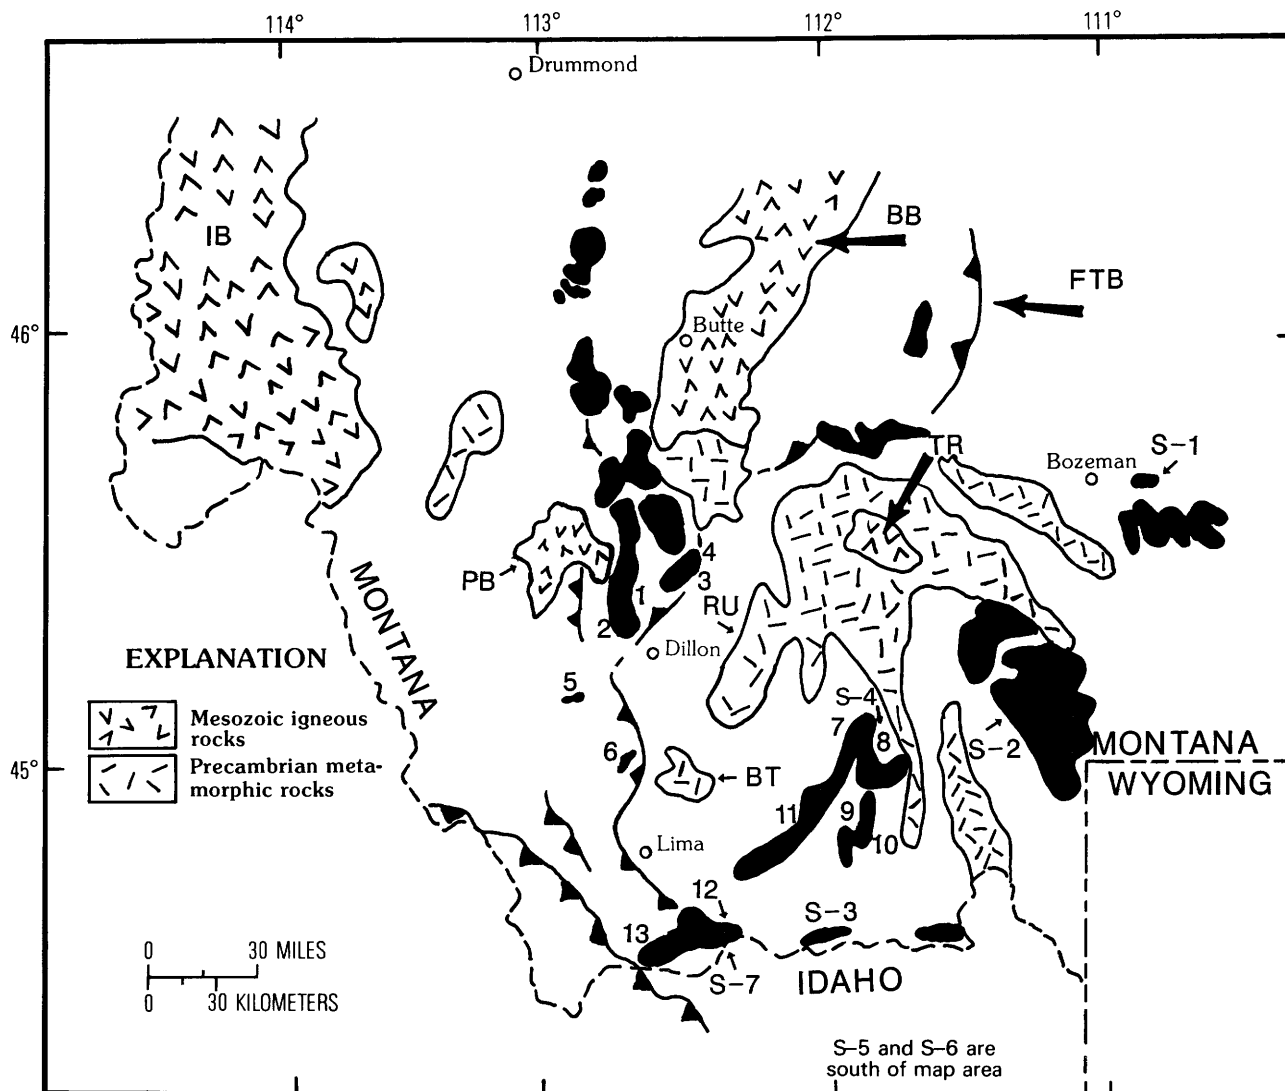 114°
113°
112°
111°
Drummond
BB
IB
FTB
46°
Butte
TR
S-1
Bozeman
4
PB
1
3
RU
2
MONTANA
Dillon
EXPLANATION
5
S-4
7
8
Mesozoic igneous
rocks
6
S-2
MONTANA
45°
Precambrian meta-
morphic rocks
BT
WYOMING
11
9
10
Lima
12
S-3
13
0 30 MILES
S-7
IDAHO
0 30 KILOMETERS
S-5 and S-6 are
south of map area